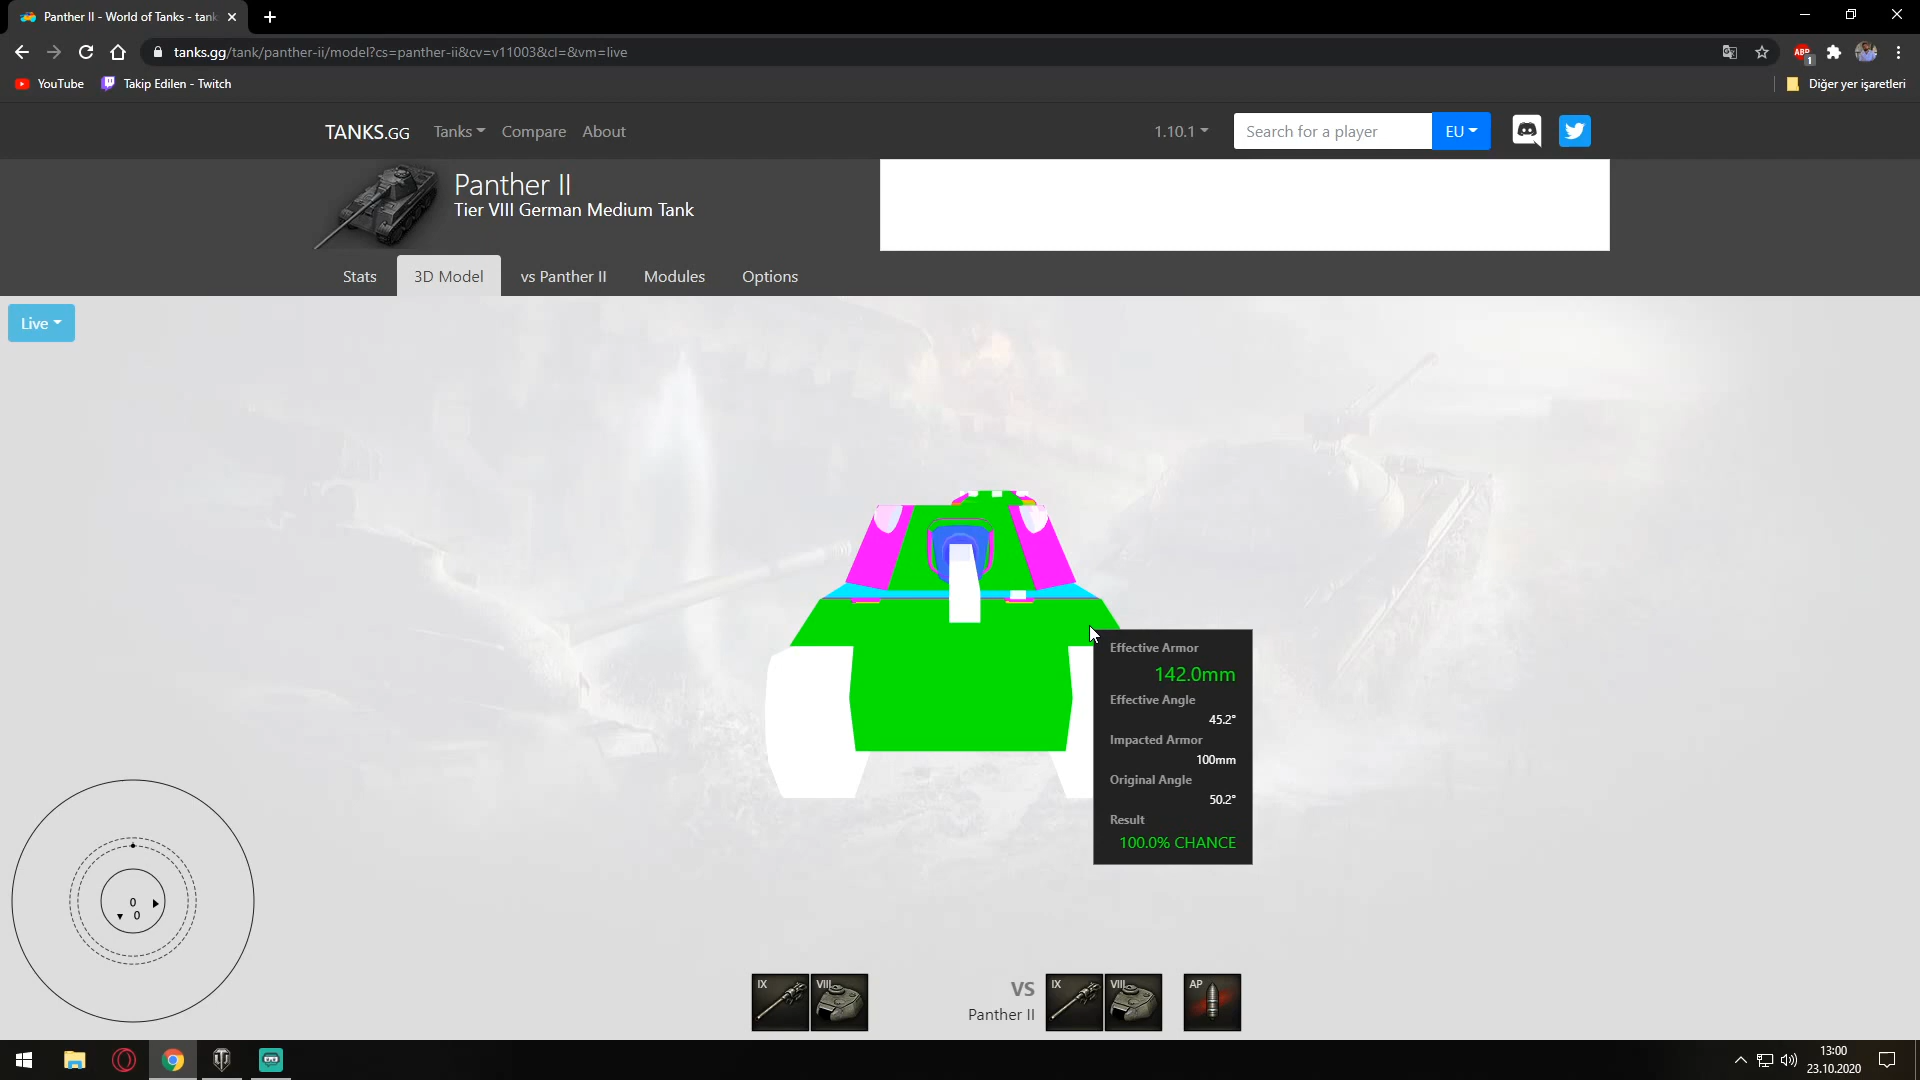 Panther II - World of Tanks - tank
tanks.gg/tank/panther-ii/model?cs=panther-ii&cv=v11003&cl=&vm=live
ABP
1
YouTube
Takip Edilen - Twitch
Diğer yer işaretleri
TANKS.GG
Tanks
Compare
About
1.10.1
Search for a player
EU
Panther II
Tier VIII German Medium Tank
Stats
3D Model
vs Panther II
Modules
Options
Live
Effective Armor
142.0mm
Effective Angle
45.2°
Impacted Armor
100mm
Original Angle
50.2°
Result
100.0% CHANCE
0
0
IX
VIII
VS
Panther II
IX
VIII
AP
13:00
23.10.2020